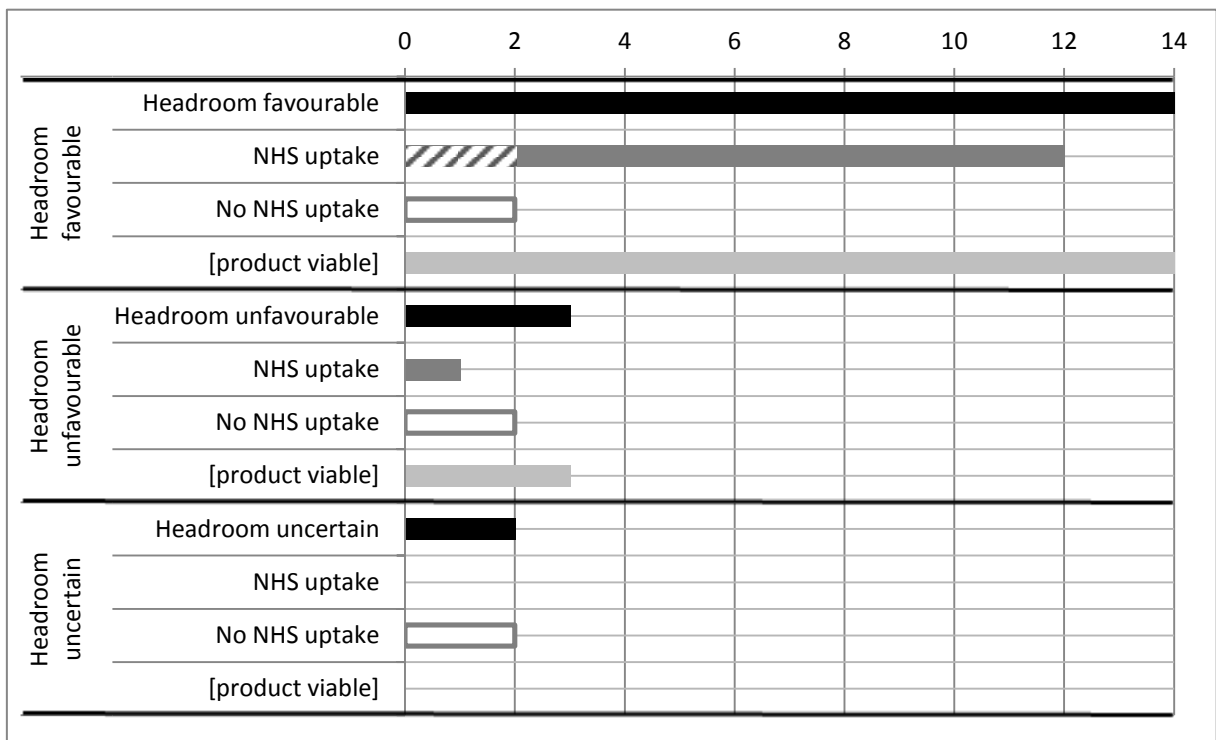 0 2 4 6 8 10 12 14
Headroom
favourable
Headroom favourable
NHS uptake
No NHS uptake
[product viable]
Headroom
unfavourable
Headroom unfavourable
NHS uptake
No NHS uptake
[product viable]
Headroom
uncertain
Headroom uncertain
NHS uptake
No NHS uptake
[product viable]